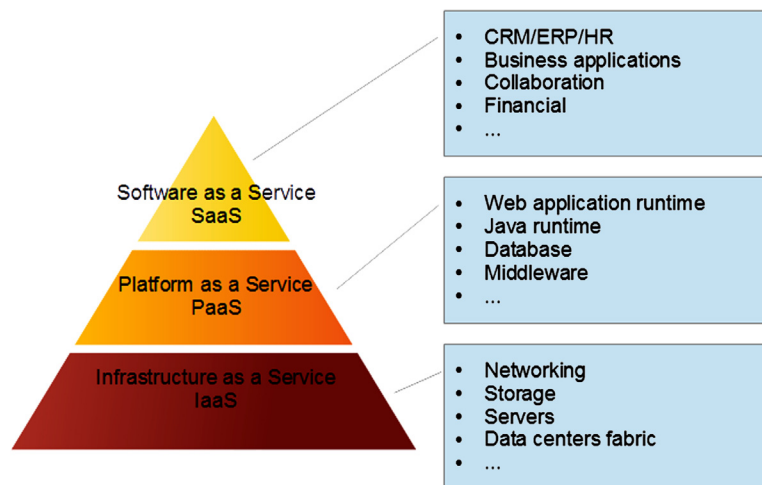 Software as a Service
SaaS
Platform as a Service
PaaS
Infrastructure as a Service
IaaS
• CRM/ERP/HR
• Business applications
• Collaboration
• Financial
• ...
• Web application runtime
• Java runtime
• Database
• Middleware
• ...
• Networking
• Storage
• Servers
• Data centers fabric
• ...